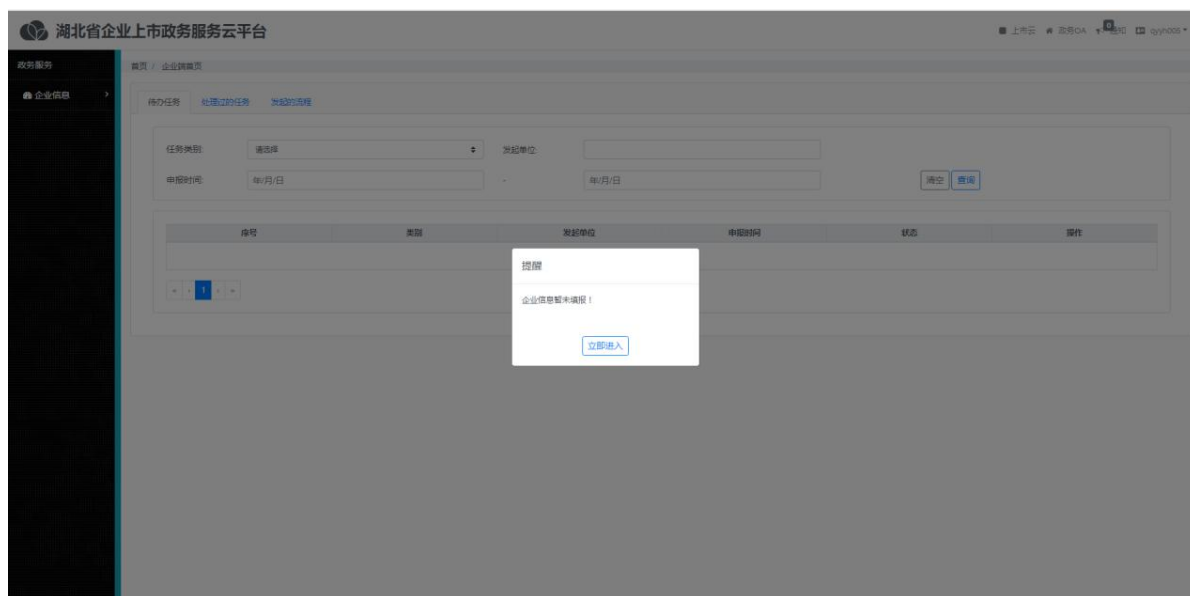 湖北省企业上市政务服务云平台
上市云 政务OA 通知 0 qyyh005
政务服务
首页 / 企业端首页
企业信息
待办任务 处理过的任务 发起的流程
任务类别: 请选择 发起单位:
申报时间: 年/月/日 - 年/月/日 清空 查询
序号 类别 发起单位 申报时间 状态 操作
提醒
« ‹ 1 › »
企业信息暂未填报！
立即进入